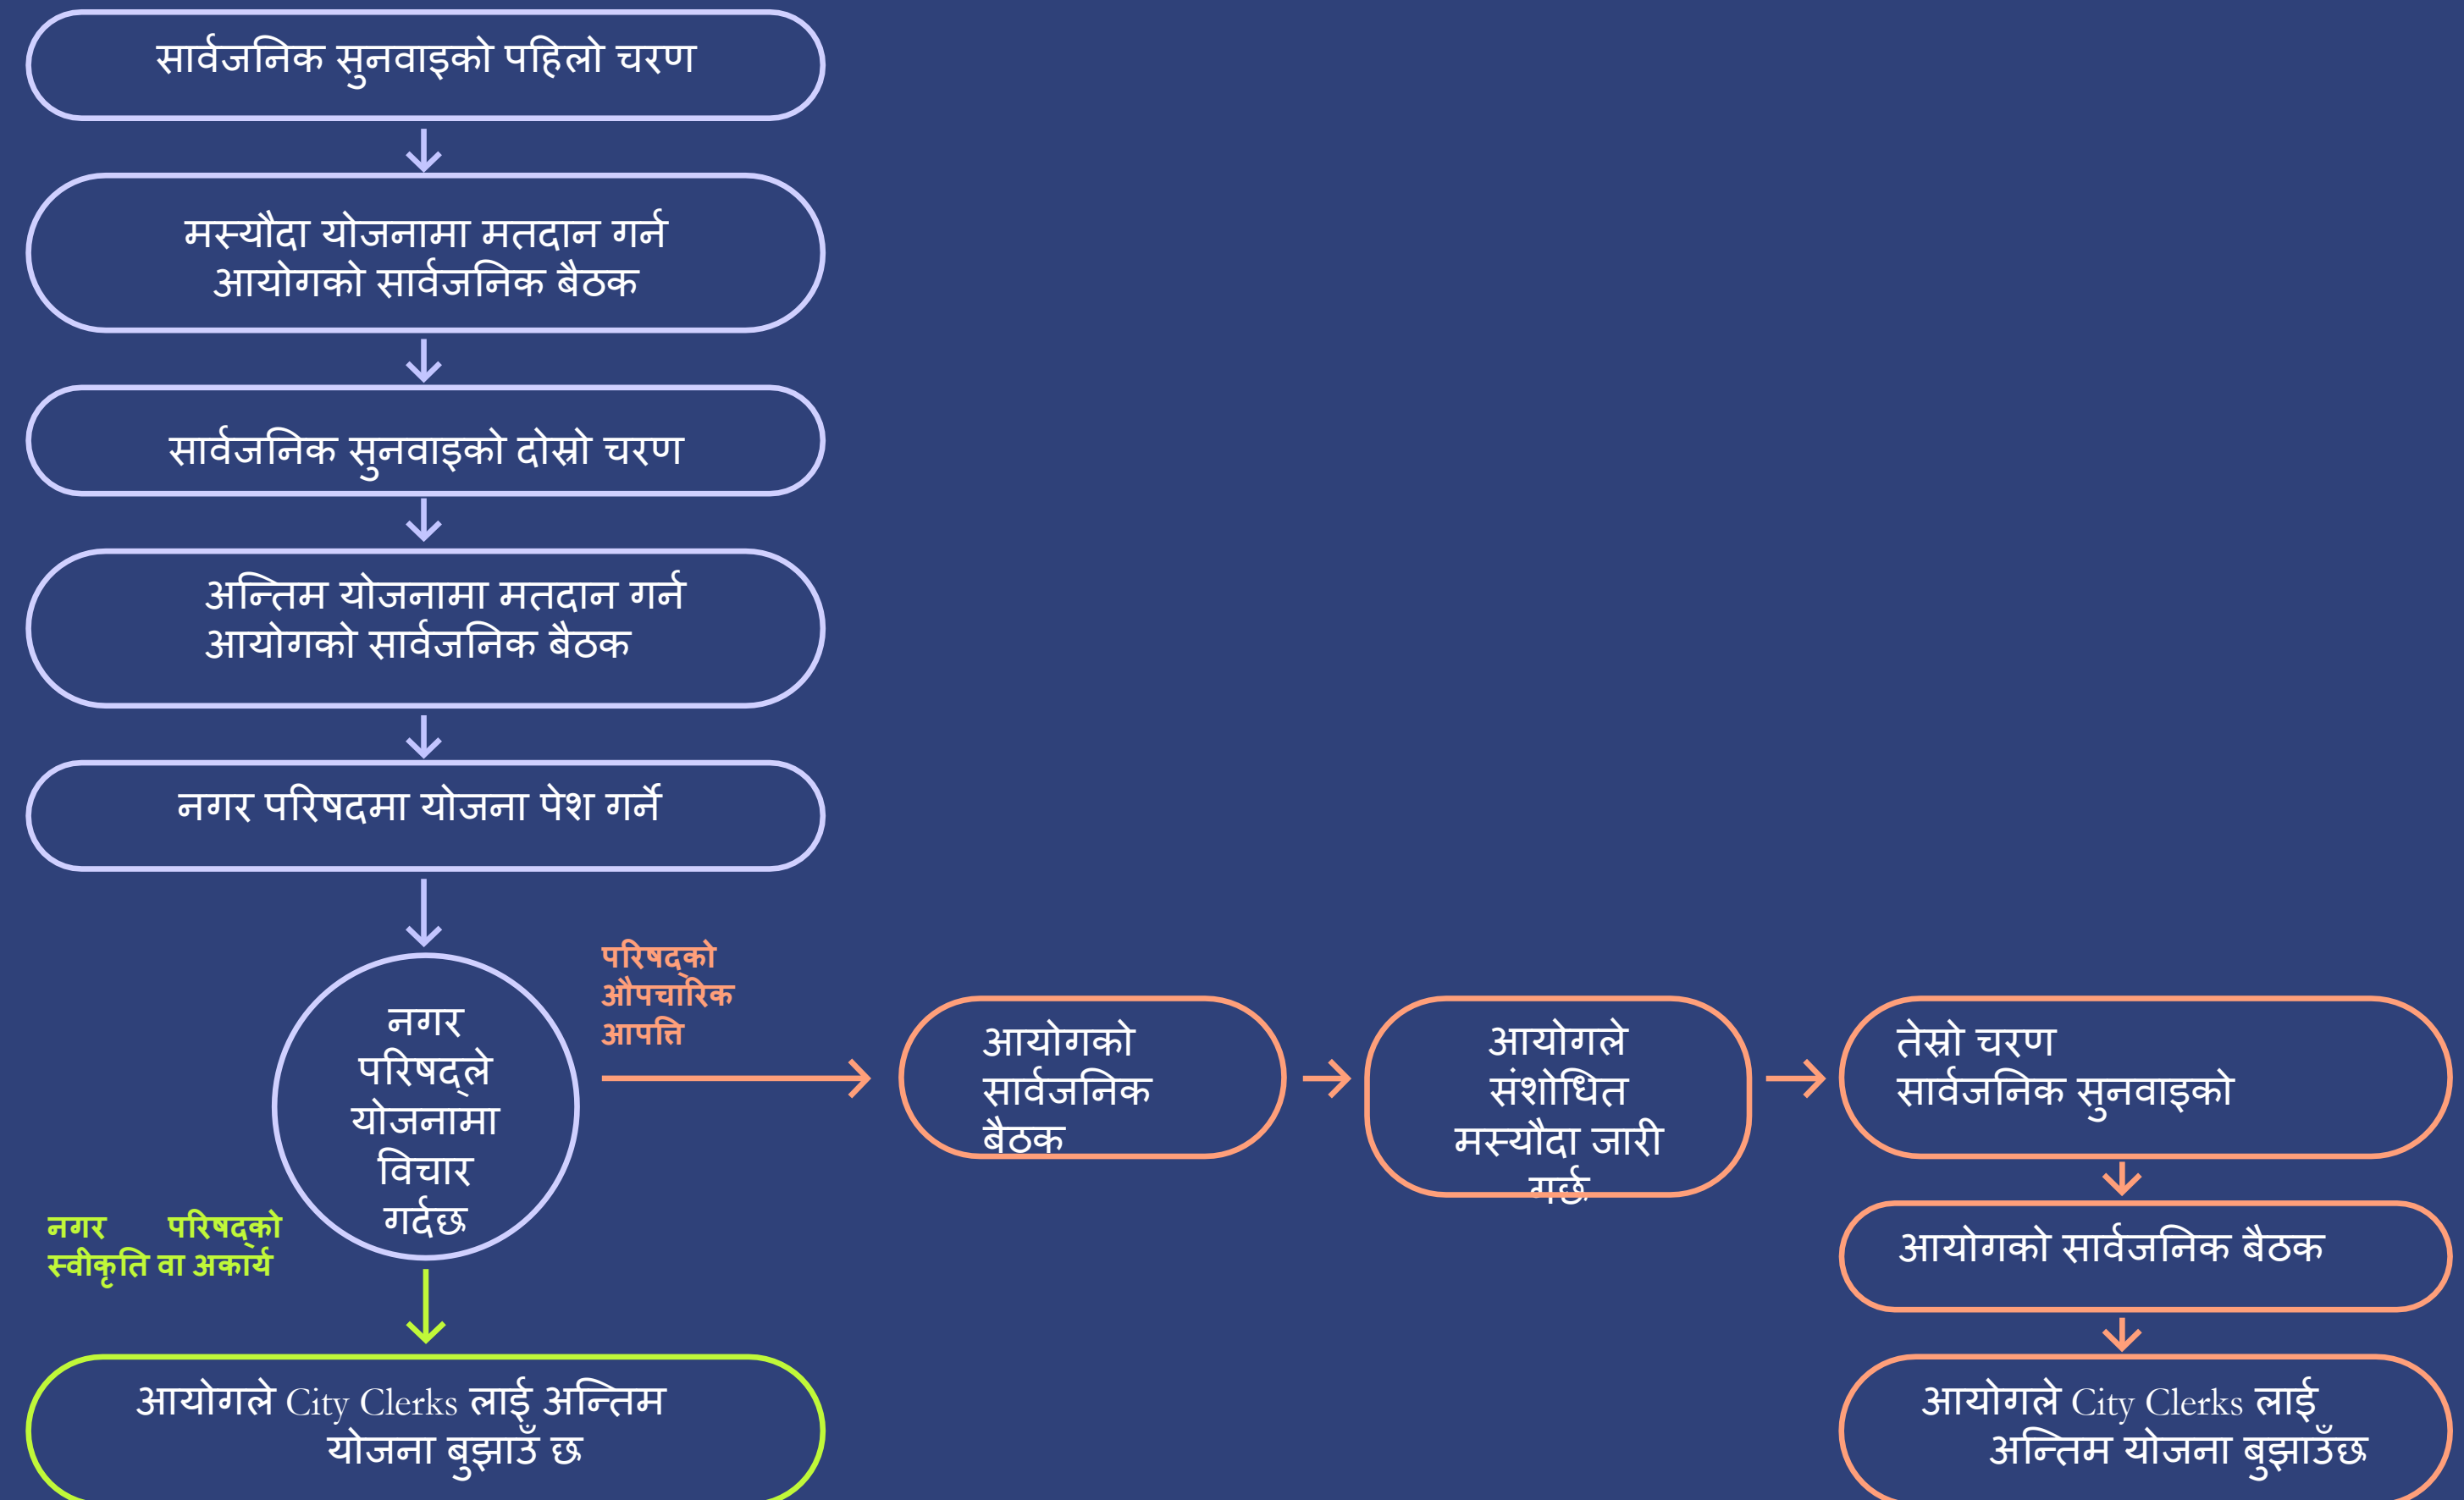 सार्वजनिक सुनवाइको पहिलो चरण
मस्यौदा योजनामा मतदान गर्न
आयोगको सार्वजनिक बैठक
सार्वजनिक सुनवाइको दोस्रो चरण
अन्तिम योजनामा मतदान गर्न
आयोगको सार्वजनिक बैठक
नगर परिषदमा योजना पेश गर्ने
नगर
परिषद्ले
योजनामा
विचार
गर्दछ
परिषद्को
औपचारिक
आपत्ति
आयोगको
सार्वजनिक
बैठक
आयोगले
संशोधित
मस्यौदा जारी
गर्छ
तेस्रो चरण
सार्वजनिक सुनवाइको
आयोगको सार्वजनिक बैठक
आयोगले City Clerks लाई
अन्तिम योजना बुझाउँछ
नगर परिषद्को
स्वीकृति वा अकार्य
आयोगले City Clerks लाई अन्तिम
योजना बुझाउँ छ